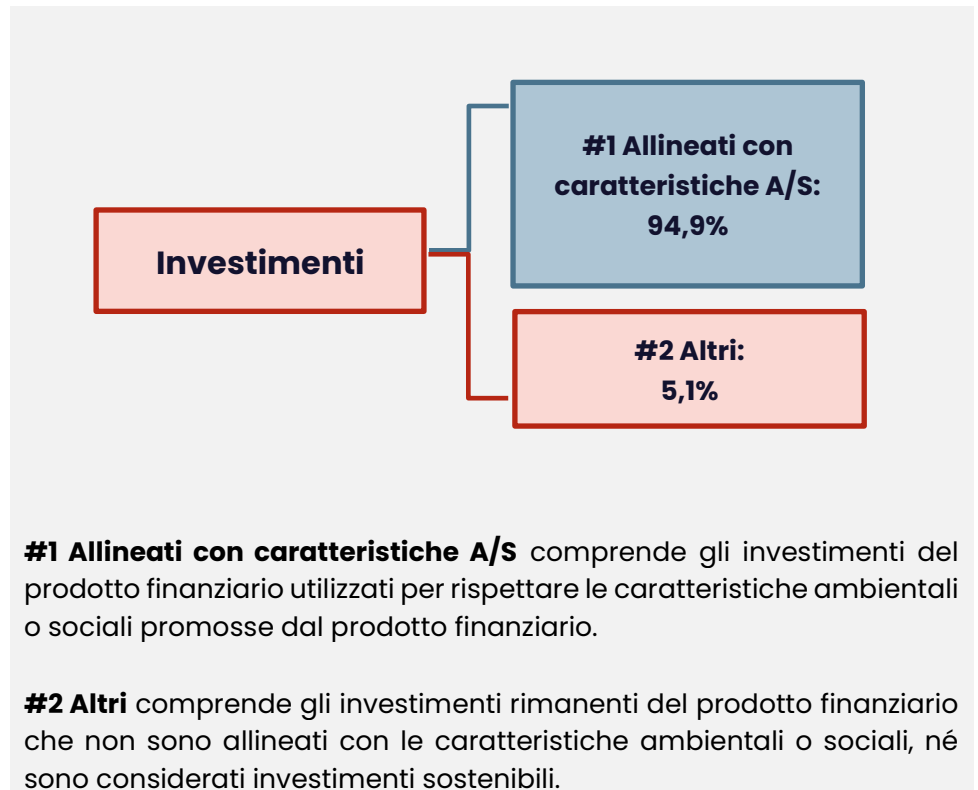 #1 Allineati con
caratteristiche A/S:
94,9%
Investimenti
#2 Altri:
5,1%
#1 Allineati con caratteristiche A/S comprende gli investimenti del
prodotto finanziario utilizzati per rispettare le caratteristiche ambientali
o sociali promosse dal prodotto finanziario.
#2 Altri comprende gli investimenti rimanenti del prodotto finanziario
che non sono allineati con le caratteristiche ambientali o sociali, né
sono considerati investimenti sostenibili.